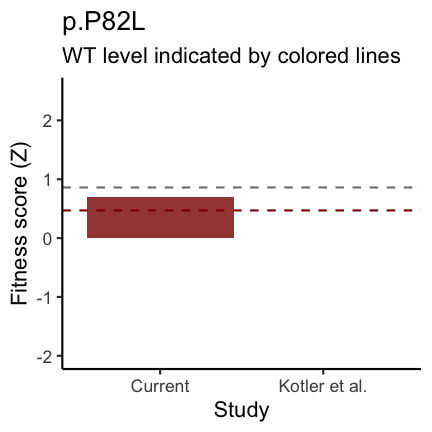 p.P82L
WT level indicated by colored lines
Fitness score (Z)
2
1
0
-1
-2
Current
Kotler et al.
Study